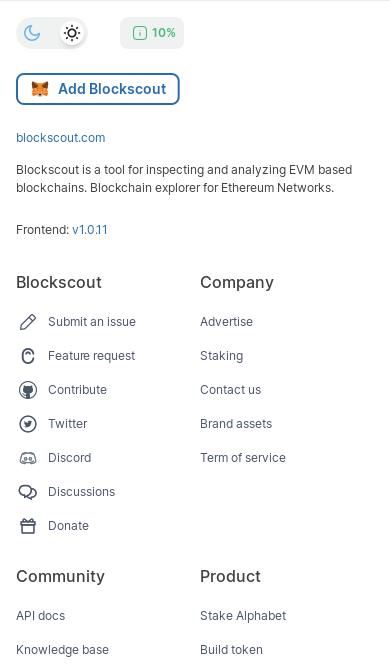 10%
Add Blockscout
blockscout.com
Blockscout is a tool for inspecting and analyzing EVM based
blockchains. Blockchain explorer for Ethereum Networks.
Frontend: v1.0.11
Blockscout
Submit an issue
Feature request
Contribute
Twitter
Discord
Discussions
Donate
Company
Advertise
Staking
Contact us
Brand assets
Term of service
Community
API docs
Knowledge base
Product
Stake Alphabet
Build token